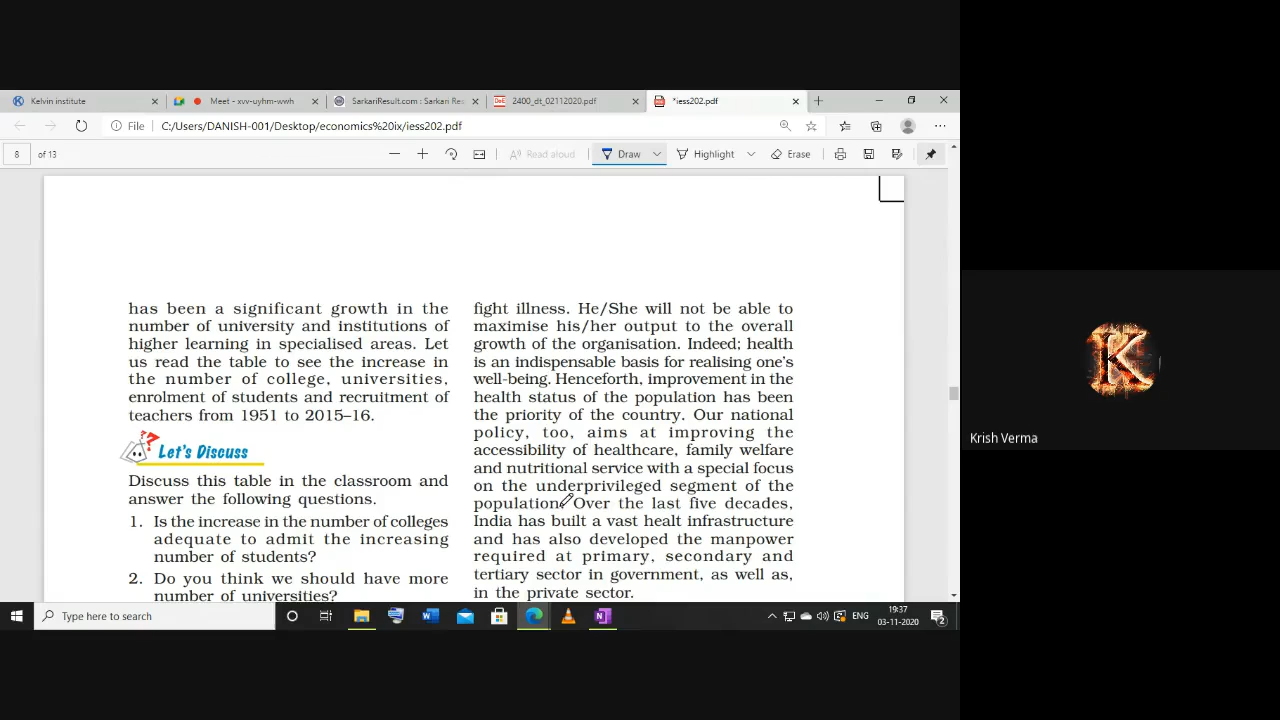 Kelvin institute
Meet - xvv-uyhm-wwh
SarkariResult.com : Sarkari Res
2400_dt_02112020.pdf
*iess202.pdf
File
C:/Users/DANISH-001/Desktop/economics%20ix/iess202.pdf
8 of 13
Read aloud
Draw
Highlight
Erase
has been a significant growth in the
number of university and institutions of
higher learning in specialised areas. Let
us read the table to see the increase in
the number of college, universities,
enrolment of students and recruitment of
teachers from 1951 to 2015–16.
Let's Discuss
Discuss this table in the classroom and
answer the following questions.
1. Is the increase in the number of colleges
adequate to admit the increasing
number of students?
2. Do you think we should have more
number of universities?
fight illness. He/She will not be able to
maximise his/her output to the overall
growth of the organisation. Indeed; health
is an indispensable basis for realising one's
well-being. Henceforth, improvement in the
health status of the population has been
the priority of the country. Our national
policy, too, aims at improving the
accessibility of healthcare, family welfare
and nutritional service with a special focus
on the underprivileged segment of the
population. Over the last five decades,
India has built a vast healt infrastructure
and has also developed the manpower
required at primary, secondary and
tertiary sector in government, as well as,
in the private sector.
K
Krish Verma
Type here to search
ENG
19:37
03-11-2020
2